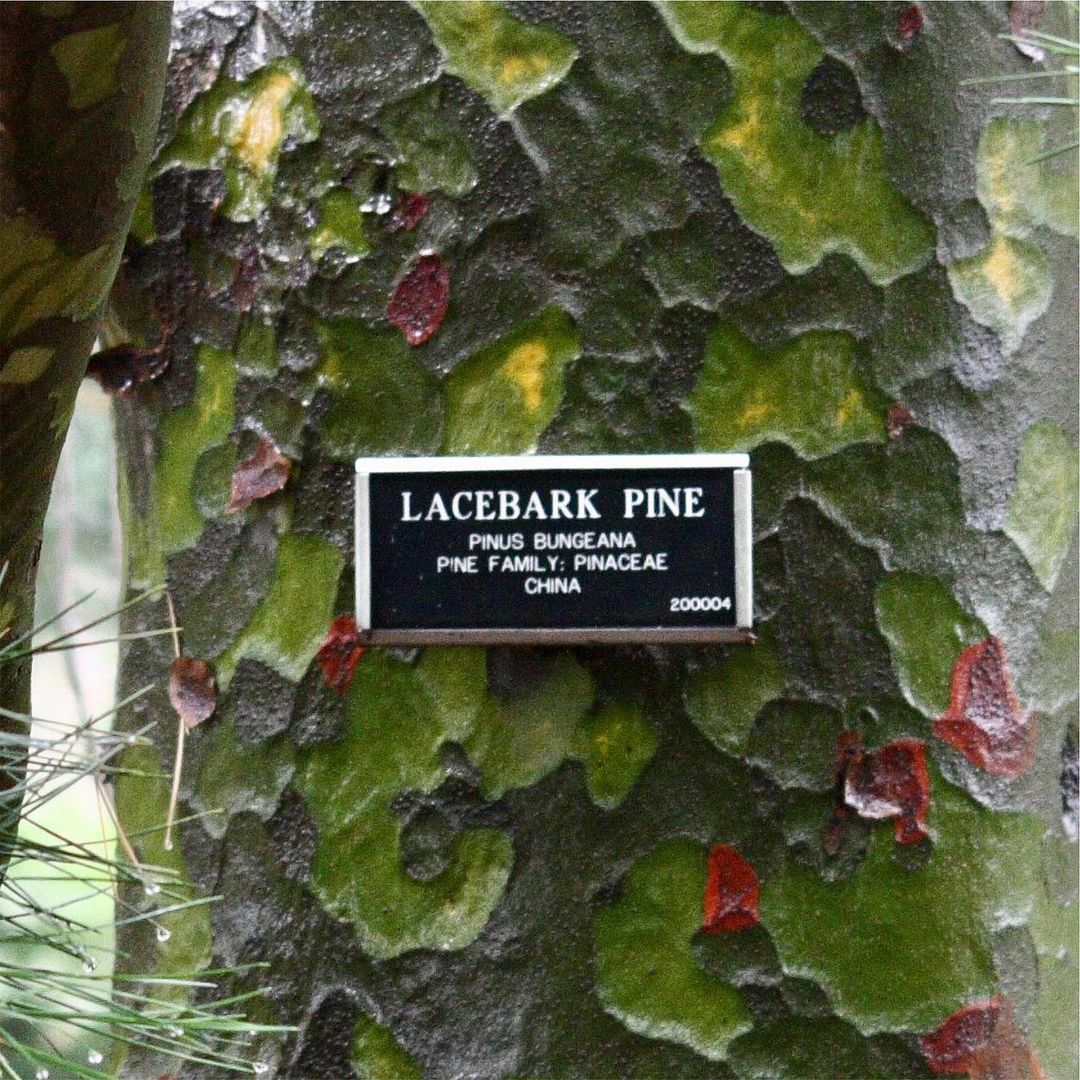 LACEBARK PINE
PINUS BUNGEANA
PINE FAMILY: PINACEAE
CHINA
200004